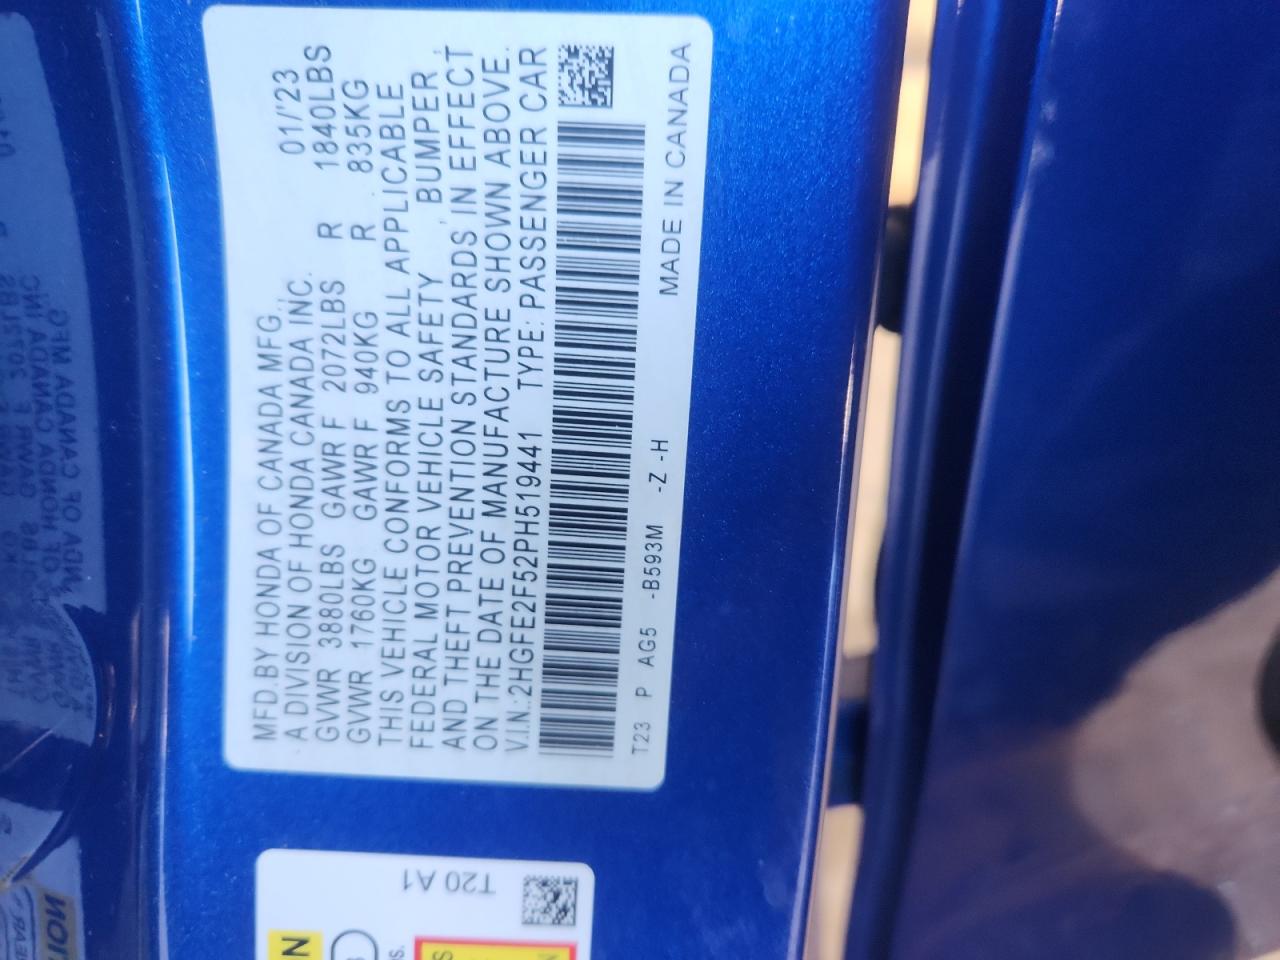 MFD.BY HONDA OF CANADA MFG., 01/'23
A DIVISION OF HONDA CANADA INC.
GVWR 3880LBS GAWR F 2072LBS R 1840LBS
GVWR 1760KG GAWR F 940KG R 835KG
THIS VEHICLE CONFORMS TO ALL APPLICABLE
FEDERAL MOTOR VEHICLE SAFETY, BUMPER,
AND THEFT PREVENTION STANDARDS IN EFFECT
ON THE DATE OF MANUFACTURE SHOWN ABOVE.
V.I.N.:2HGFE2F52PH519441 TYPE: PASSENGER CAR
T23 P AG5 -B593M -Z -H
MADE IN CANADA
T20 A1